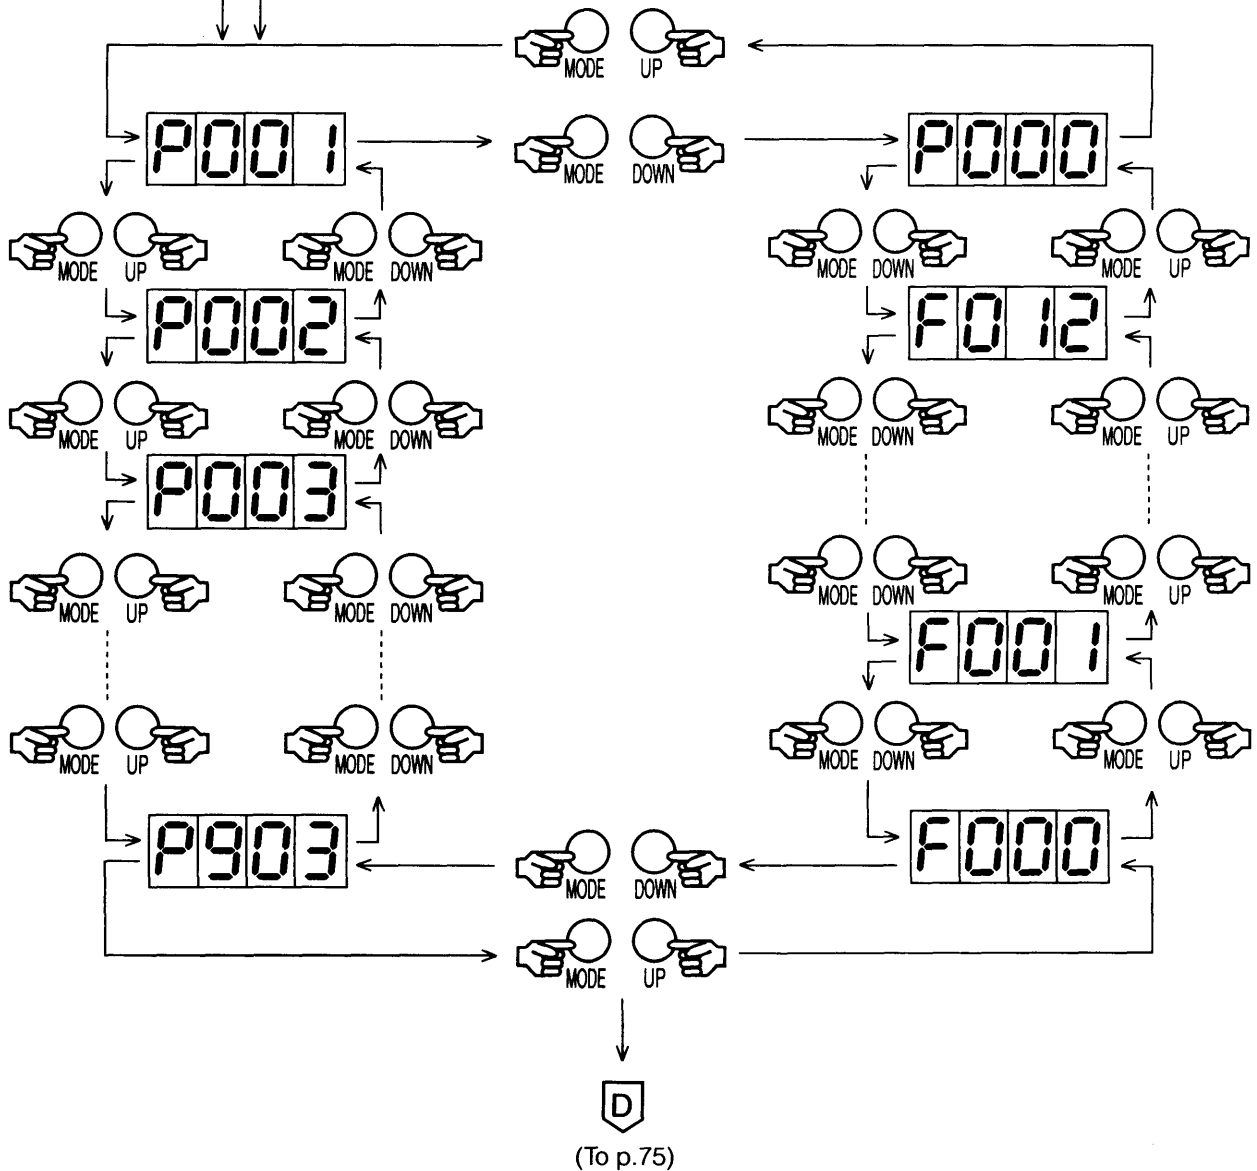 MODE UP
P001 MODE DOWN P000
MODE UP MODE DOWN MODE DOWN MODE UP
P002 F012
MODE UP MODE DOWN MODE DOWN MODE UP
P003
MODE UP MODE DOWN MODE DOWN MODE UP
F001
MODE UP MODE DOWN MODE DOWN MODE UP
P903 MODE DOWN F000
MODE UP
D
(To p.75)